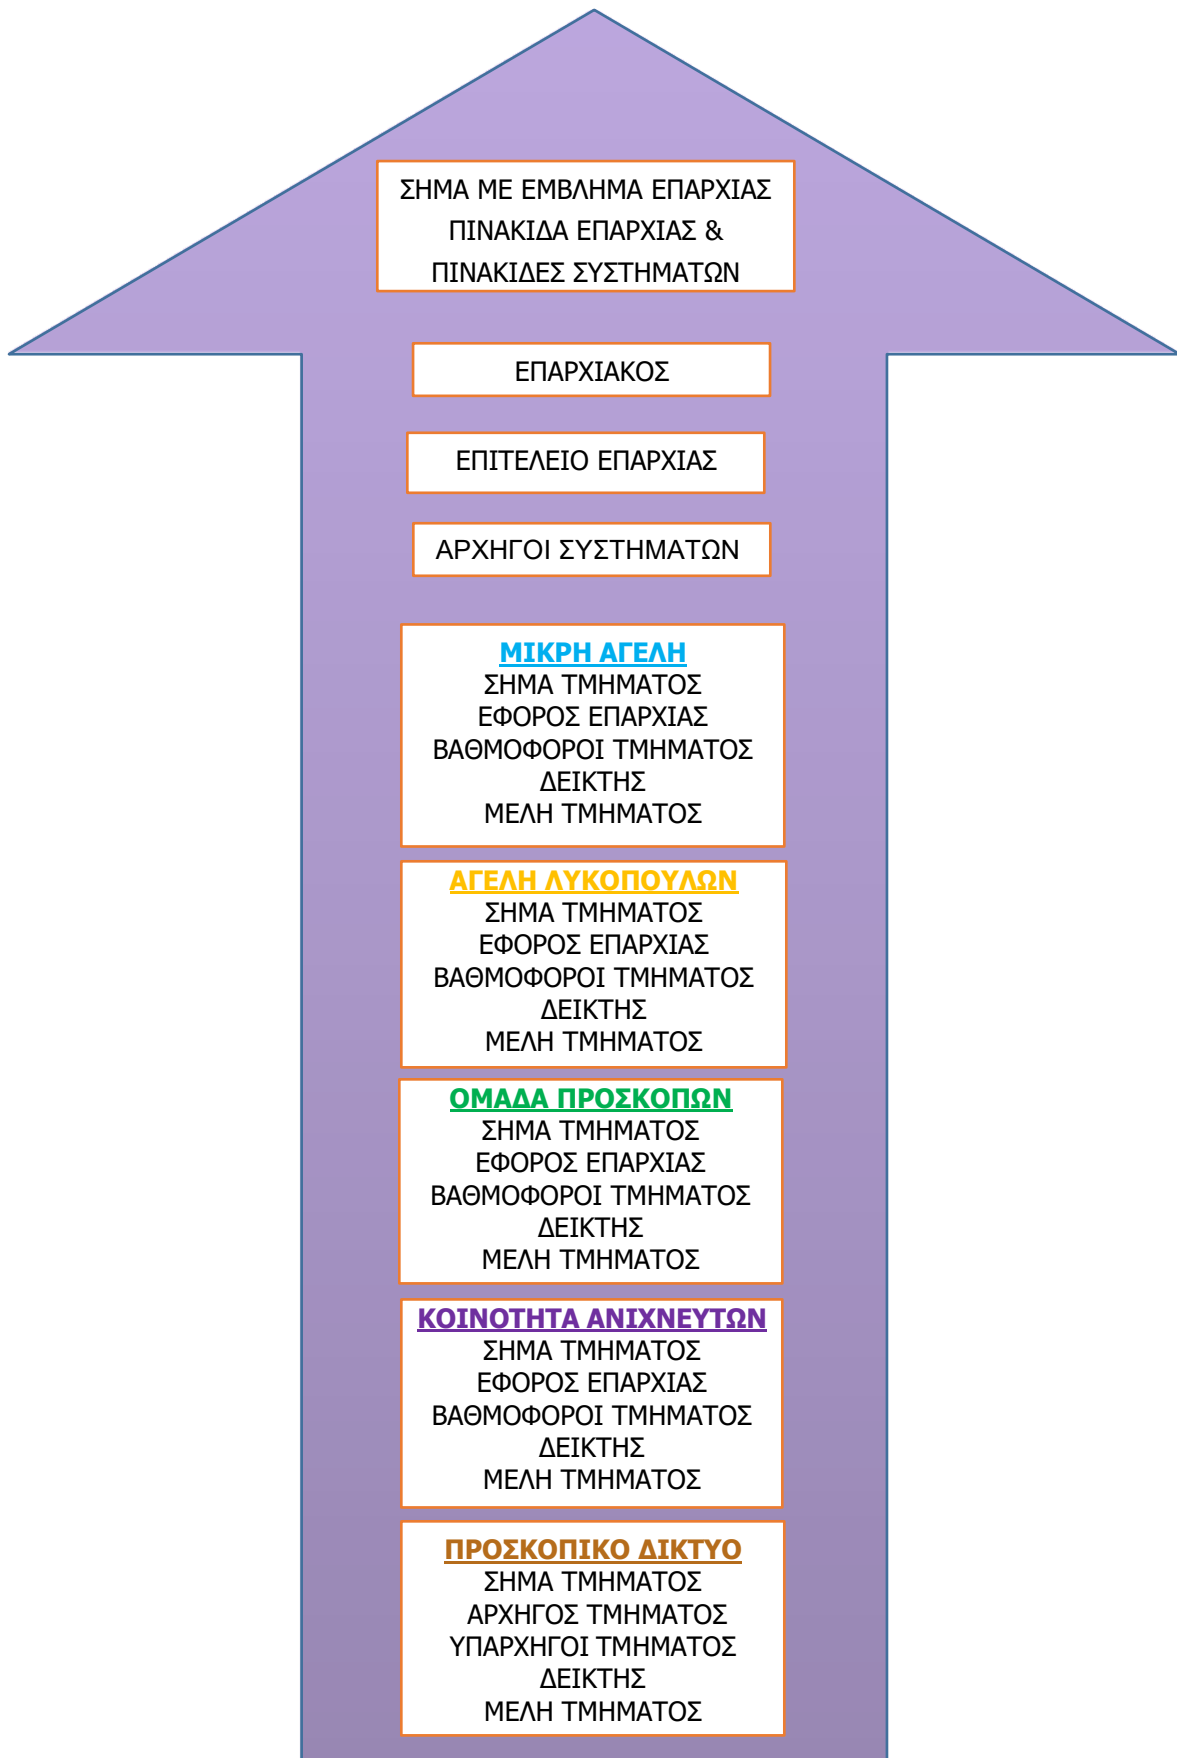 ΣΗΜΑ ΜΕ ΕΜΒΛΗΜΑ ΕΠΑΡΧΙΑΣ
ΠΙΝΑΚΙΔΑ ΕΠΑΡΧΙΑΣ &
ΠΙΝΑΚΙΔΕΣ ΣΥΣΤΗΜΑΤΩΝ
ΕΠΑΡΧΙΑΚΟΣ
ΕΠΙΤΕΛΕΙΟ ΕΠΑΡΧΙΑΣ
ΑΡΧΗΓΟΙ ΣΥΣΤΗΜΑΤΩΝ
ΜΙΚΡΗ ΑΓΕΛΗ
ΣΗΜΑ ΤΜΗΜΑΤΟΣ
ΕΦΟΡΟΣ ΕΠΑΡΧΙΑΣ
ΒΑΘΜΟΦΟΡΟΙ ΤΜΗΜΑΤΟΣ
ΔΕΙΚΤΗΣ
ΜΕΛΗ ΤΜΗΜΑΤΟΣ
ΑΓΕΛΗ ΛΥΚΟΠΟΥΛΩΝ
ΣΗΜΑ ΤΜΗΜΑΤΟΣ
ΕΦΟΡΟΣ ΕΠΑΡΧΙΑΣ
ΒΑΘΜΟΦΟΡΟΙ ΤΜΗΜΑΤΟΣ
ΔΕΙΚΤΗΣ
ΜΕΛΗ ΤΜΗΜΑΤΟΣ
ΟΜΑΔΑ ΠΡΟΣΚΟΠΩΝ
ΣΗΜΑ ΤΜΗΜΑΤΟΣ
ΕΦΟΡΟΣ ΕΠΑΡΧΙΑΣ
ΒΑΘΜΟΦΟΡΟΙ ΤΜΗΜΑΤΟΣ
ΔΕΙΚΤΗΣ
ΜΕΛΗ ΤΜΗΜΑΤΟΣ
ΚΟΙΝΟΤΗΤΑ ΑΝΙΧΝΕΥΤΩΝ
ΣΗΜΑ ΤΜΗΜΑΤΟΣ
ΕΦΟΡΟΣ ΕΠΑΡΧΙΑΣ
ΒΑΘΜΟΦΟΡΟΙ ΤΜΗΜΑΤΟΣ
ΔΕΙΚΤΗΣ
ΜΕΛΗ ΤΜΗΜΑΤΟΣ
ΠΡΟΣΚΟΠΙΚΟ ΔΙΚΤΥΟ
ΣΗΜΑ ΤΜΗΜΑΤΟΣ
ΑΡΧΗΓΟΣ ΤΜΗΜΑΤΟΣ
ΥΠΑΡΧΗΓΟΙ ΤΜΗΜΑΤΟΣ
ΔΕΙΚΤΗΣ
ΜΕΛΗ ΤΜΗΜΑΤΟΣ